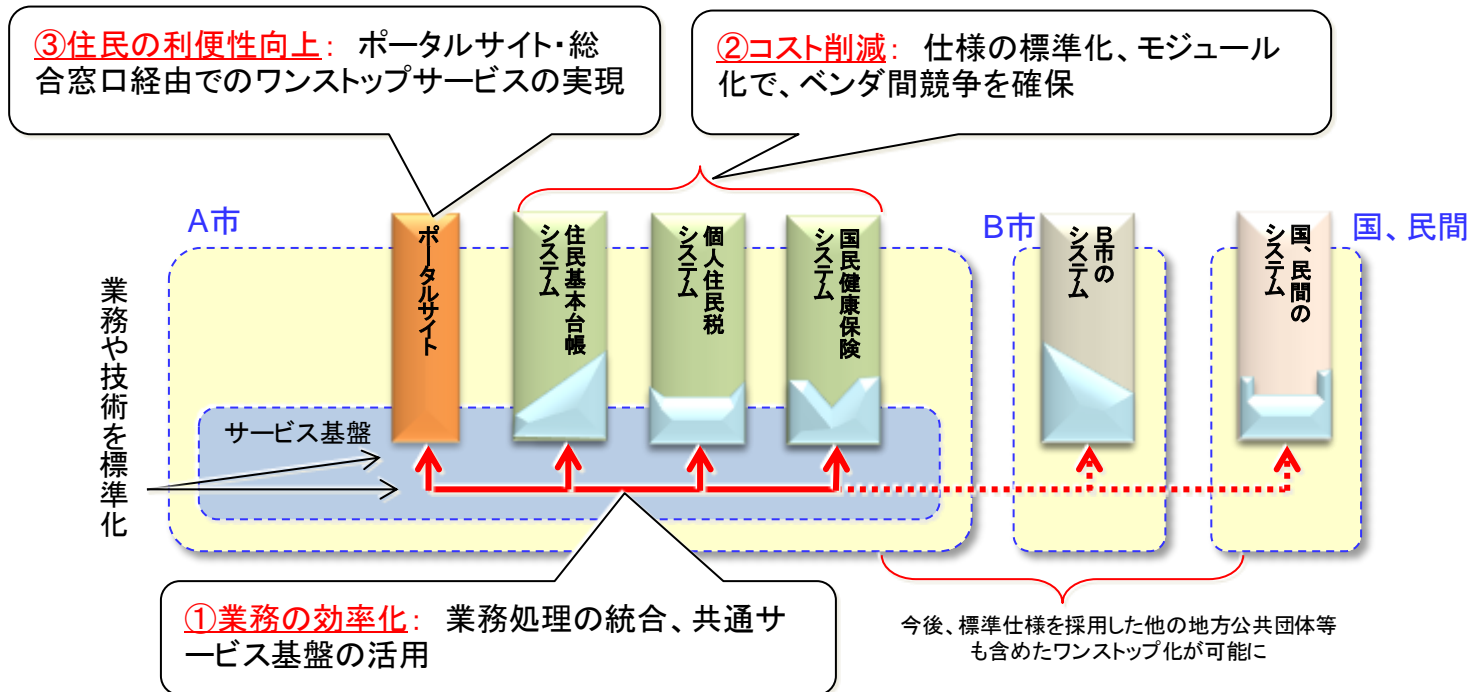 ③住民の利便性向上： ポータルサイト・総
合窓口経由でのワンストップサービスの実現
②コスト削減： 仕様の標準化、モジュール
化で、ベンダ間競争を確保
A市
B市
国、民間
ポータルサイト
住民基本台帳
システム
個人住民税
システム
国民健康保険
システム
B市の
システム
国、民間の
システム
業務や技術を標準化
サービス基盤
①業務の効率化： 業務処理の統合、共通サ
ービス基盤の活用
今後、標準仕様を採用した他の地方公共団体等
も含めたワンストップ化が可能に